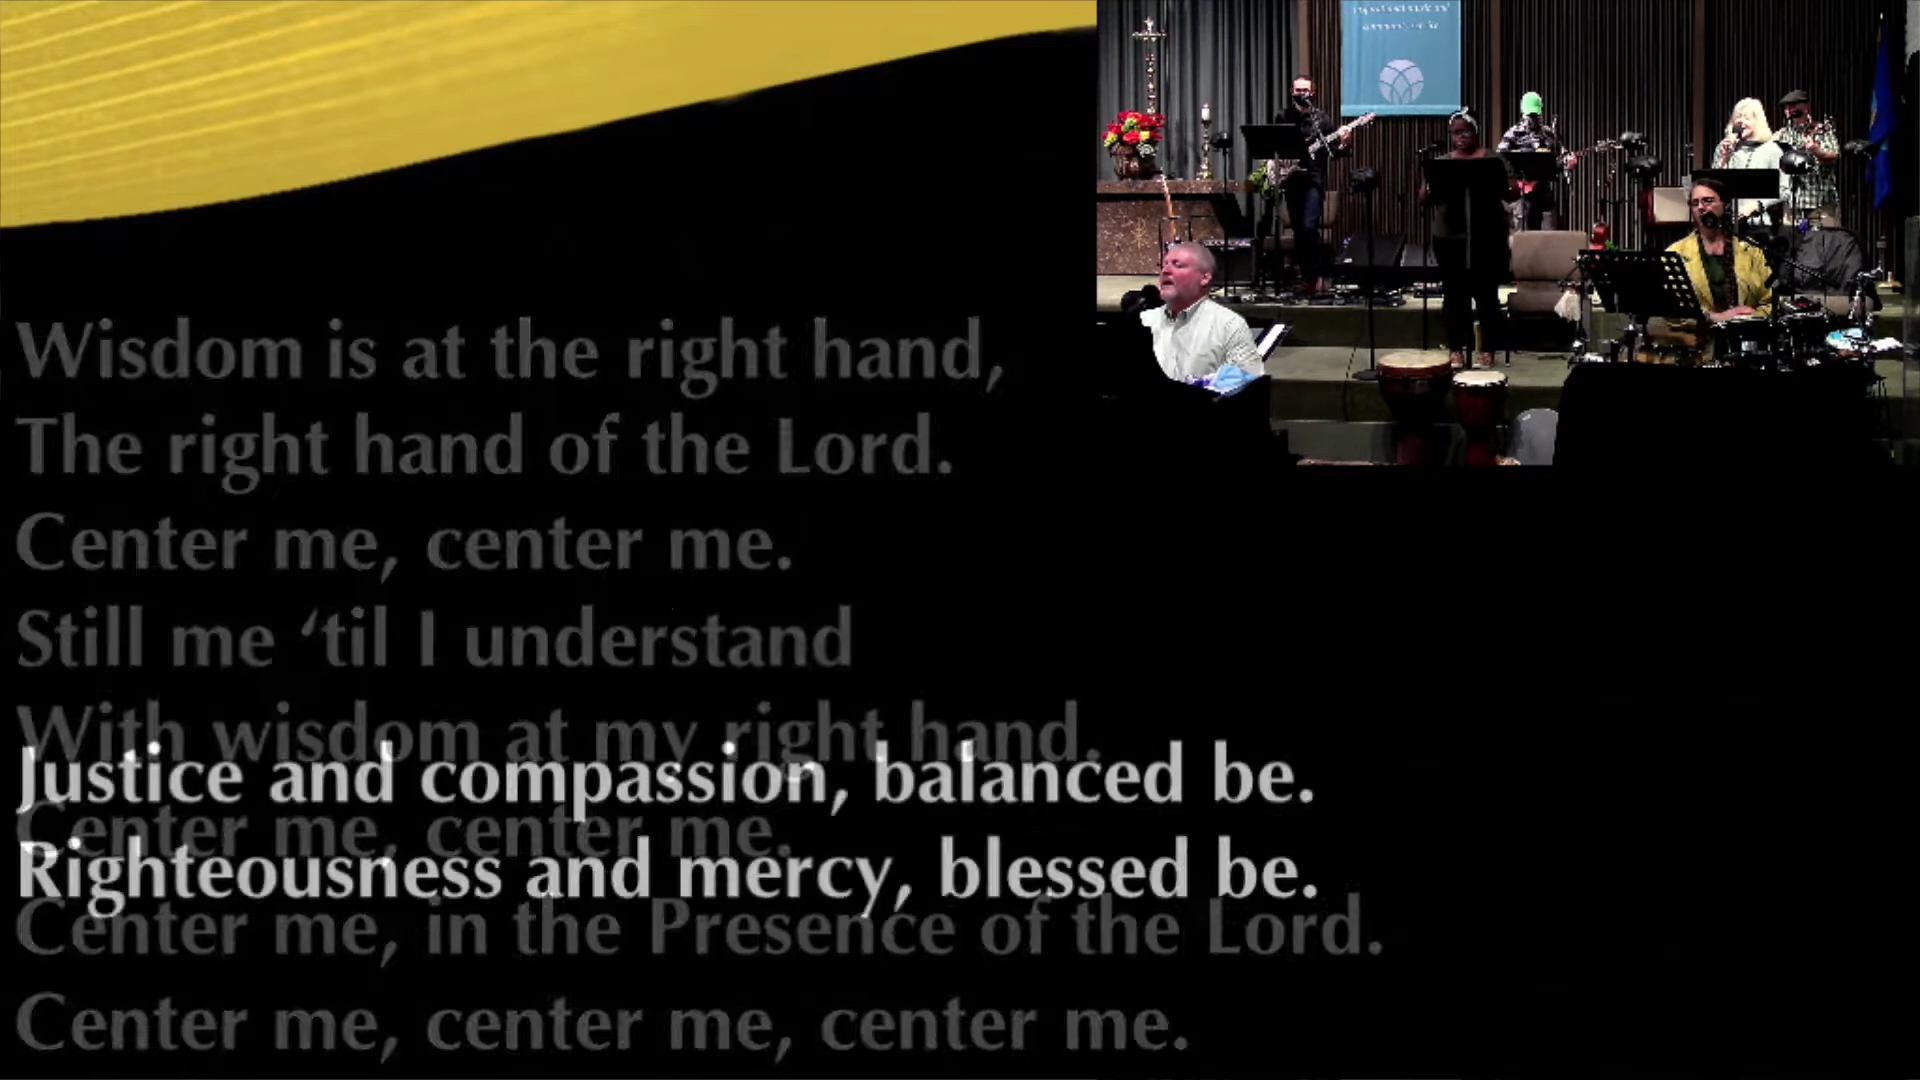 Wisdom is at the right hand,
The right hand of the Lord.
Center me, center me.
Still me ‘til I understand
With wisdom at my right hand.
Justice and compassion, balanced be.
Center me, center me.
Righteousness and mercy, blessed be.
Center me, in the Presence of the Lord.
Center me, center me, center me.